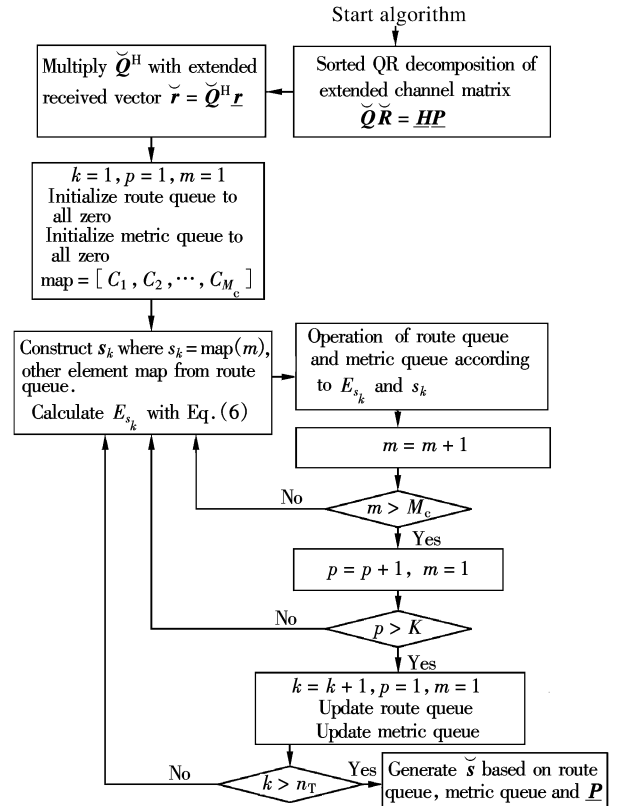 Start algorithm
Sorted QR decomposition of
extended channel matrix
Q̆R̆ = H̲P̲
Multiply Q̆ᴴ with extended
received vector r̆ = Q̆ᴴr̲
k = 1, p = 1, m = 1
Initialize route queue to
all zero
Initialize metric queue to
all zero
map = [ C₁, C₂, ⋯, C_{M_c} ]
Construct s_k where s_k = map(m),
other element map from route
queue.
Calculate E_{s_k} with Eq. (6)
Operation of route queue
and metric queue according
to E_{s_k} and s_k
m = m + 1
m > M_c
No
Yes
p = p + 1, m = 1
p > K
No
Yes
k = k + 1, p = 1, m = 1
Update route queue
Update metric queue
k > n_T
No
Yes
Generate s̆ based on route
queue, metric queue and P̲